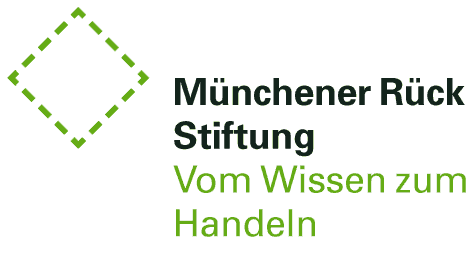 Münchener Rück
Stiftung
Vom Wissen zum
Handeln